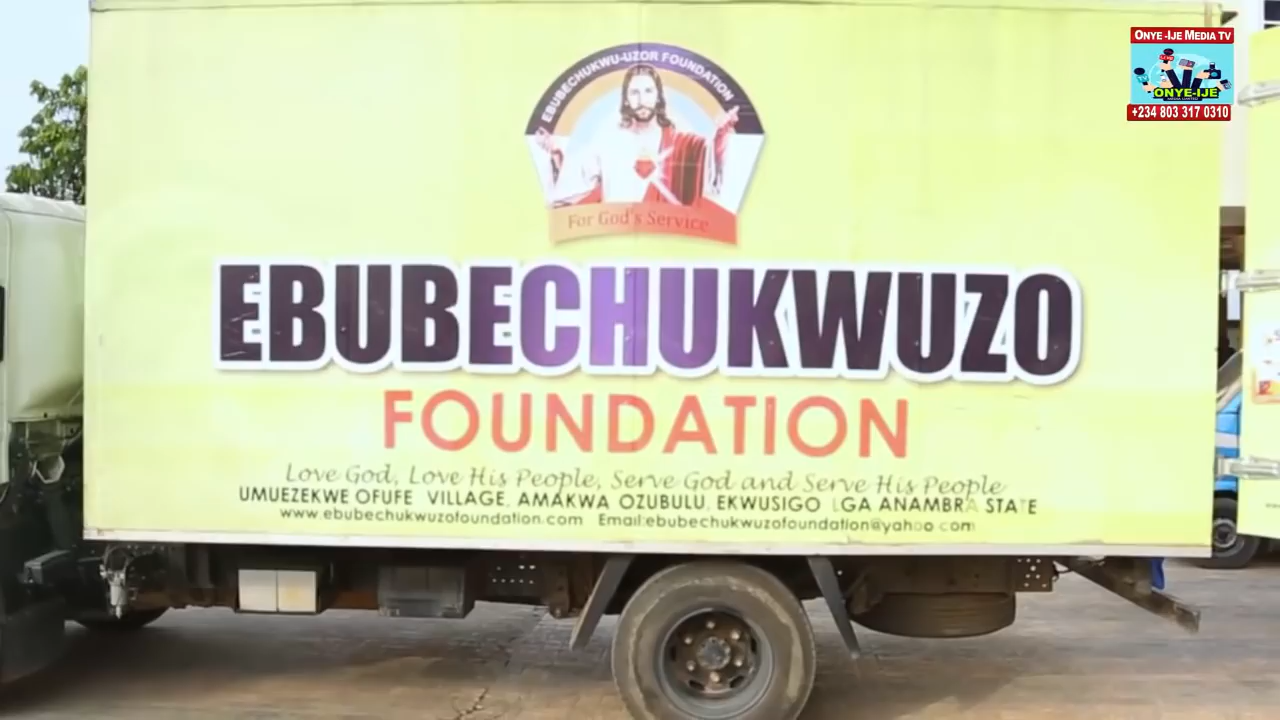 ONYE -IJE MEDIA TV
ONYE-IJE
+234 803 317 0310
EBUBECHUKWU-UZOR FOUNDATION
For God's Service
EBUBECHUKWUZO
FOUNDATION
Love God, Love His People, Serve God and Serve His People
UMUEZEKWE OFUFE VILLAGE, AMAKWA OZUBULU, EKWUSIGO LGA ANAMBRA STATE
www.ebubechukwuzofoundation.com Email:ebubechukwuzofoundation@yahoo.com